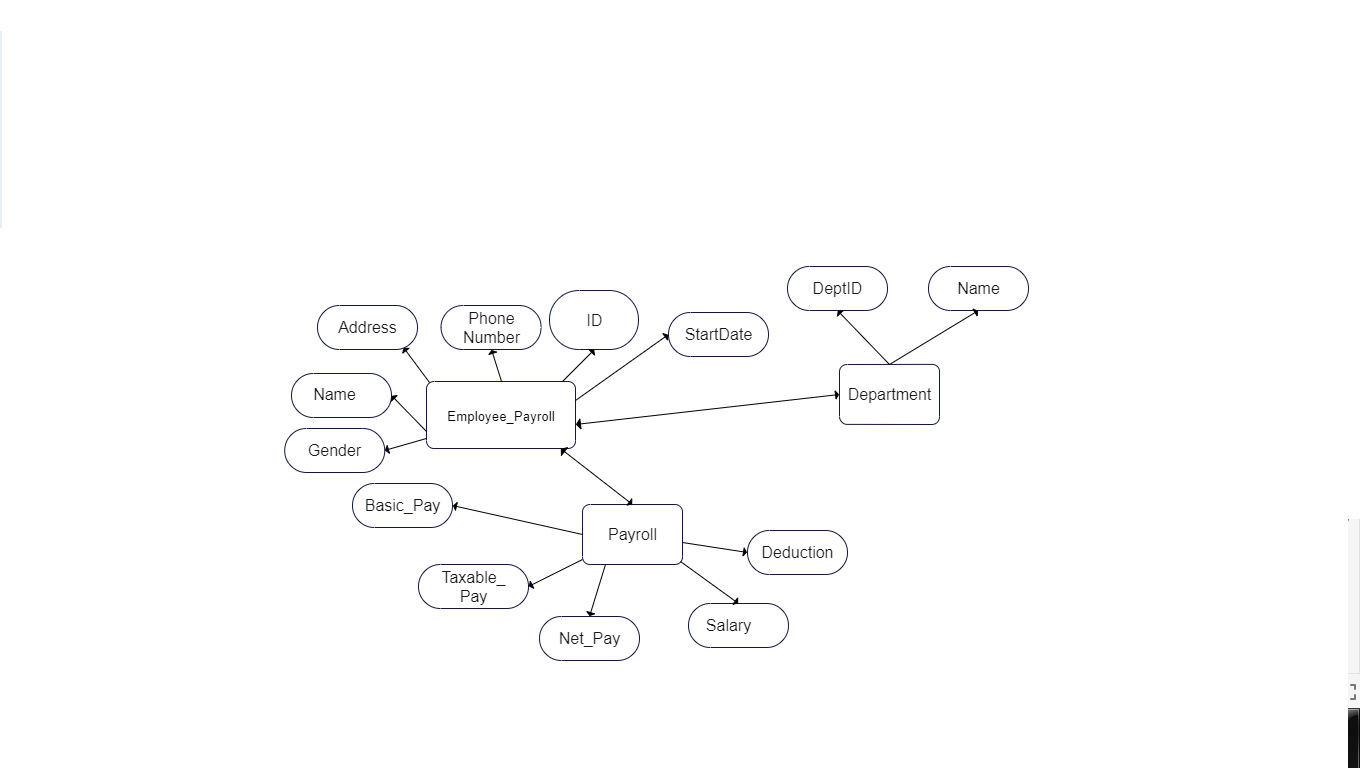 DeptID
Name
Address
Phone
Number
ID
StartDate
Name
Employee_Payroll
Department
Gender
Basic_Pay
Payroll
Deduction
Taxable_
Pay
Net_Pay
Salary